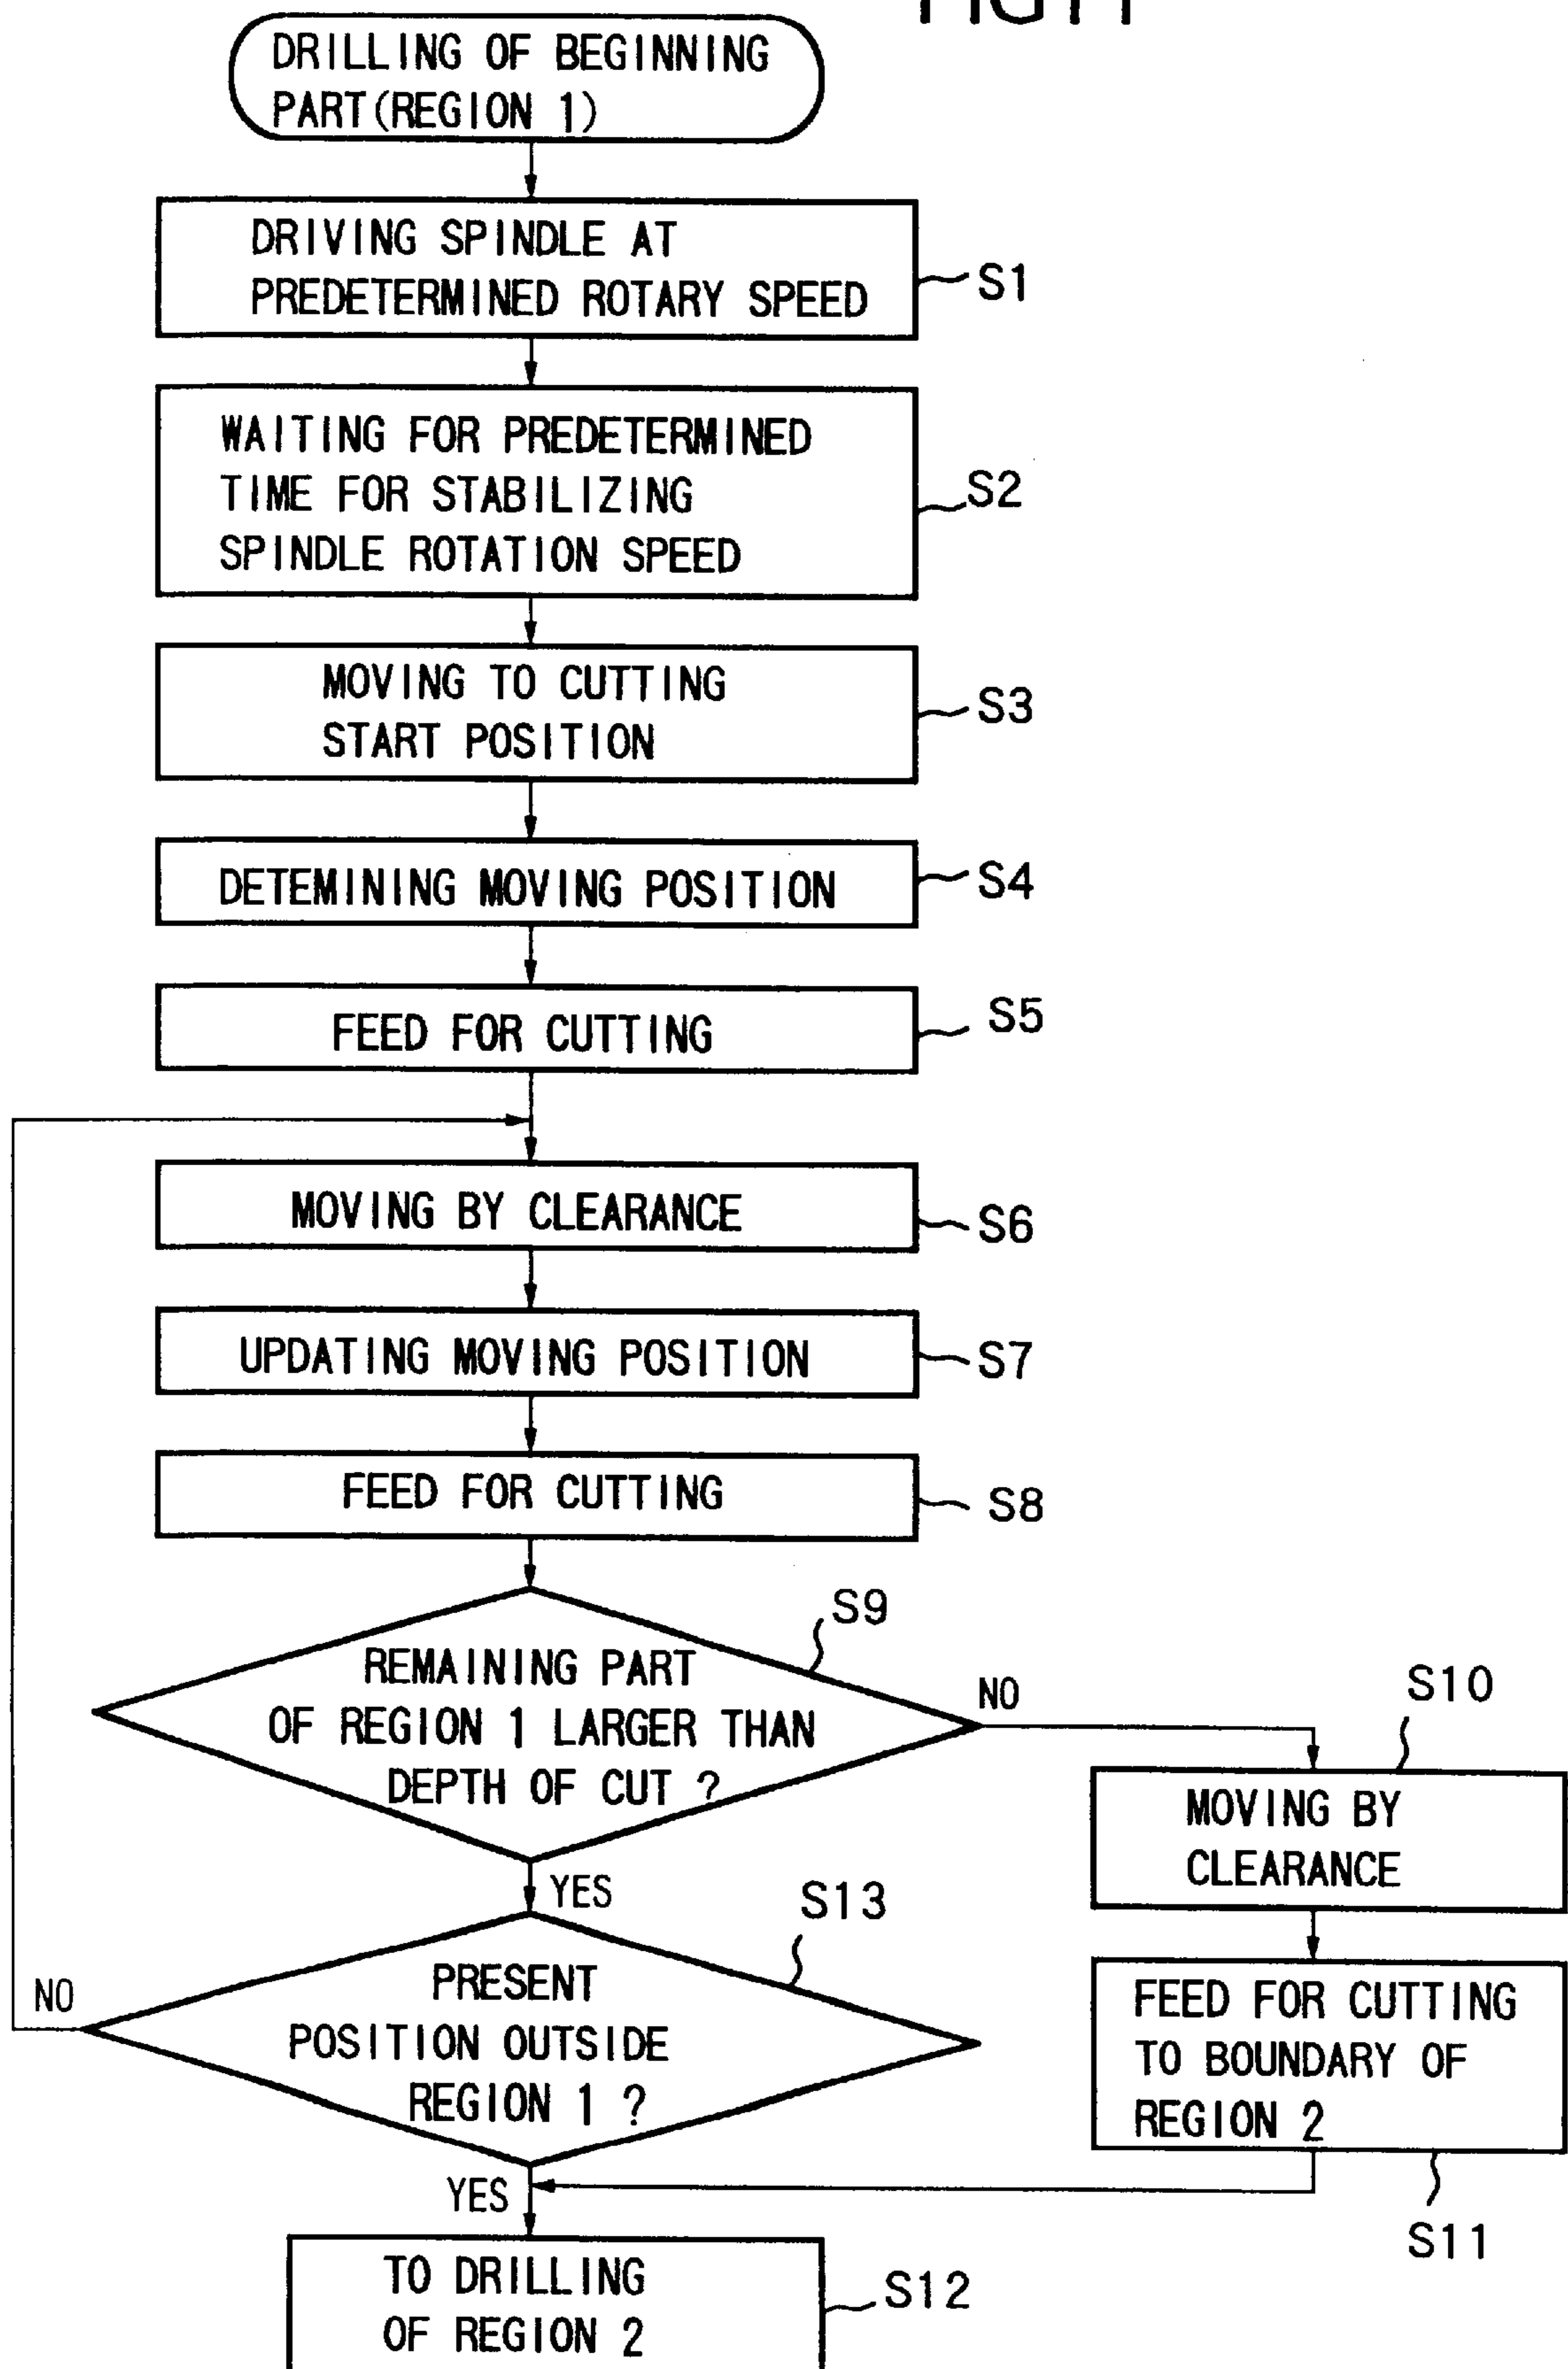 DRILLING OF BEGINNING
PART(REGION 1)
DRIVING SPINDLE AT
PREDETERMINED ROTARY SPEED
S1
WAITING FOR PREDETERMINED
TIME FOR STABILIZING
SPINDLE ROTATION SPEED
S2
MOVING TO CUTTING
START POSITION
S3
DETEMINING MOVING POSITION
S4
FEED FOR CUTTING
S5
MOVING BY CLEARANCE
S6
UPDATING MOVING POSITION
S7
FEED FOR CUTTING
S8
S9
REMAINING PART
OF REGION 1 LARGER THAN
DEPTH OF CUT ?
NO
S10
MOVING BY
CLEARANCE
YES
S13
PRESENT
POSITION OUTSIDE
REGION 1 ?
NO
FEED FOR CUTTING
TO BOUNDARY OF
REGION 2
YES
S11
TO DRILLING
OF REGION 2
S12